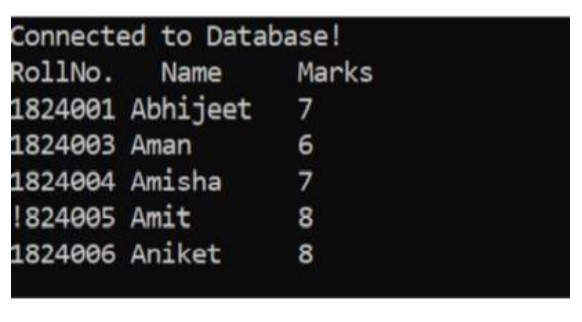 Connected to Database!
RollNo. Name Marks
1824001 Abhijeet 7
1824003 Aman 6
1824004 Amisha 7
!824005 Amit 8
1824006 Aniket 8